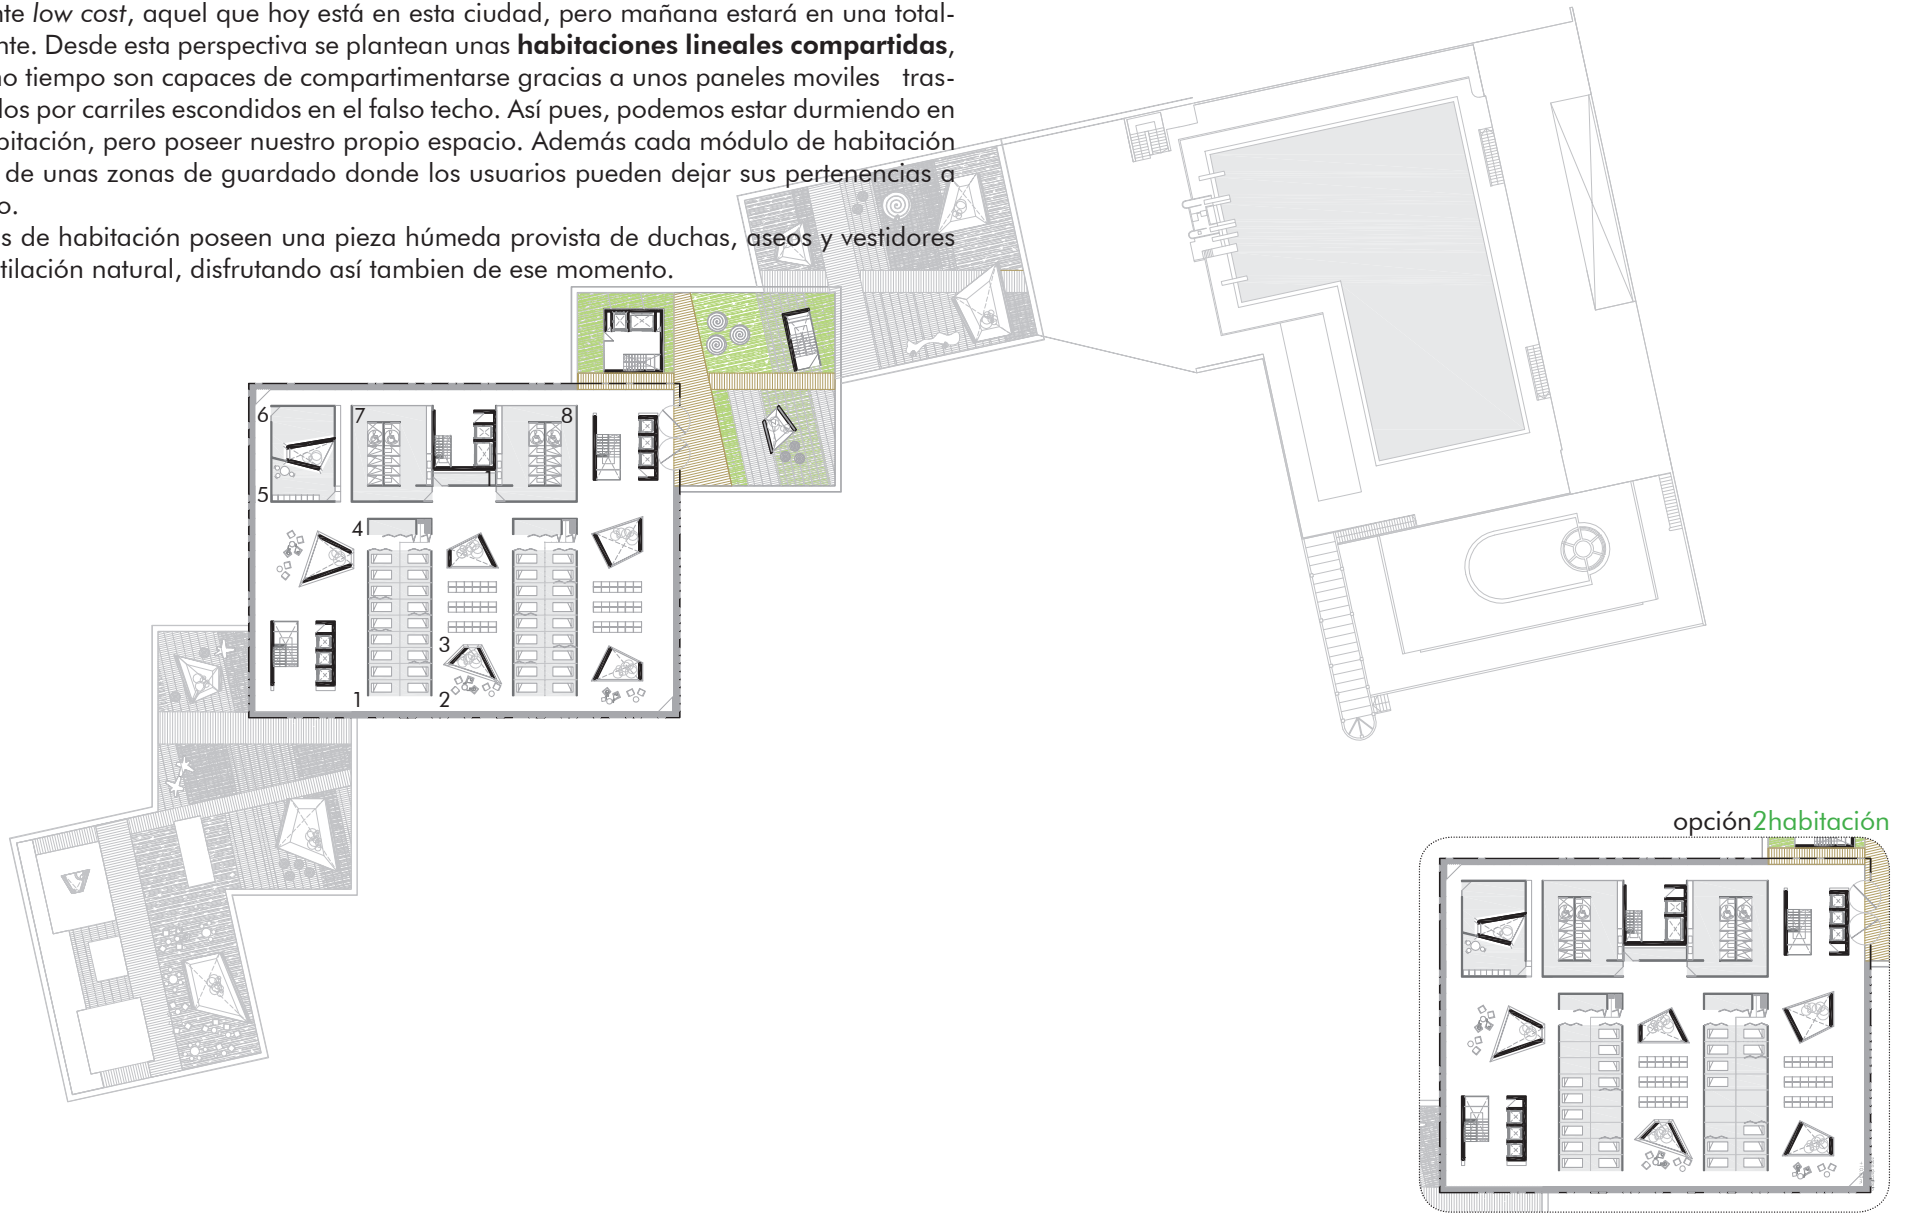 nte low cost, aquel que hoy está en esta ciudad, pero mañana estará en una total-
nte. Desde esta perspectiva se plantean unas habitaciones lineales compartidas,
no tiempo son capaces de compartimentarse gracias a unos paneles moviles tras-
los por carriles escondidos en el falso techo. Así pues, podemos estar durmiendo en
bitación, pero poseer nuestro propio espacio. Además cada módulo de habitación
de unas zonas de guardado donde los usuarios pueden dejar sus pertenencias a
o.
s de habitación poseen una pieza húmeda provista de duchas, aseos y vestidores
tilación natural, disfrutando así tambien de ese momento.
6
7
8
5
4
3
1
2
opción2habitación